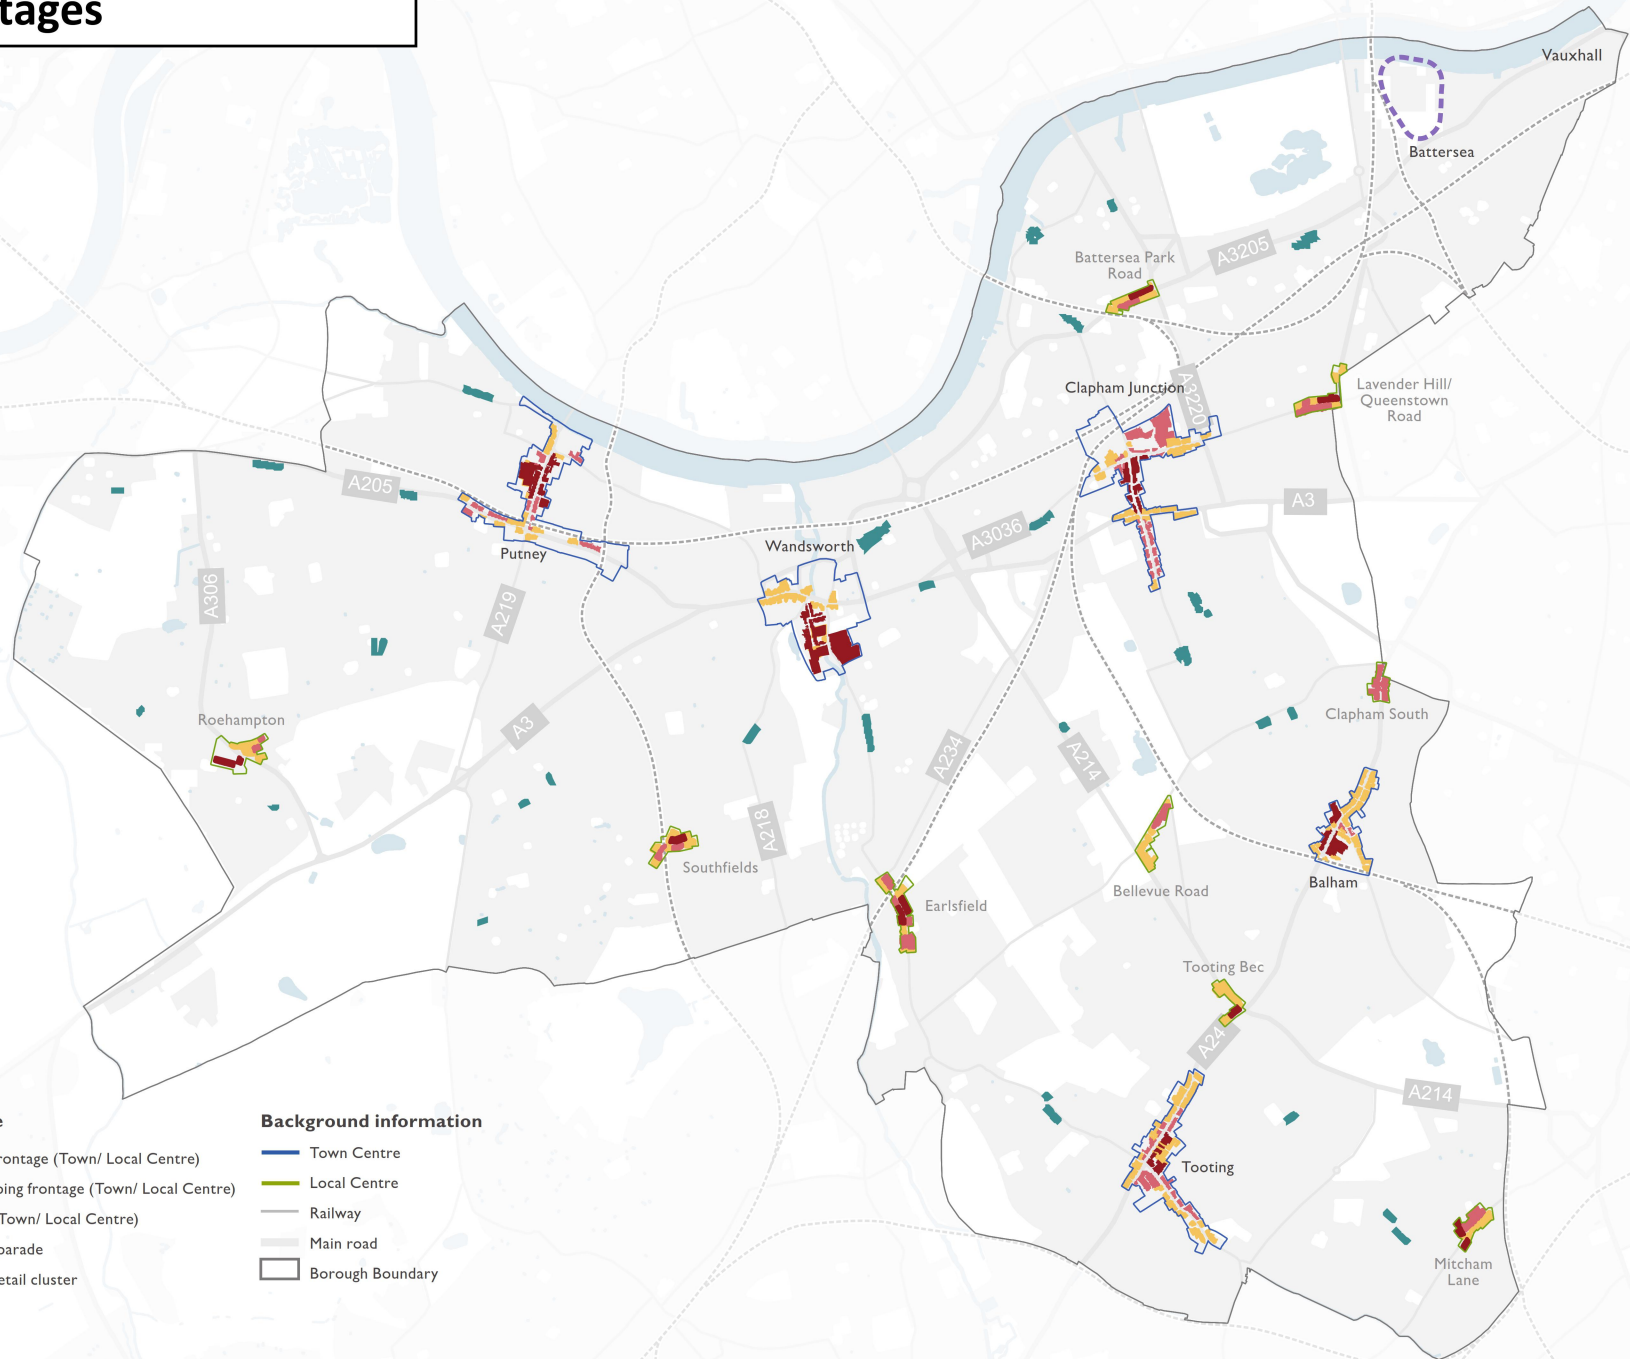 tages
Vauxhall
Battersea
Battersea Park
Road
A3205
Clapham Junction
A3220
Lavender Hill/
Queenstown
Road
A205
A3
A3036
Putney
Wandsworth
A306
A219
Roehampton
A3
A234
A214
Clapham South
A218
Southfields
Earlsfield
Bellevue Road
Balham
Tooting Bec
A24
A214
Tooting
Mitcham
Lane
e
rontage (Town/ Local Centre)
ping frontage (Town/ Local Centre)
Town/ Local Centre)
parade
etail cluster
Background information
Town Centre
Local Centre
Railway
Main road
Borough Boundary